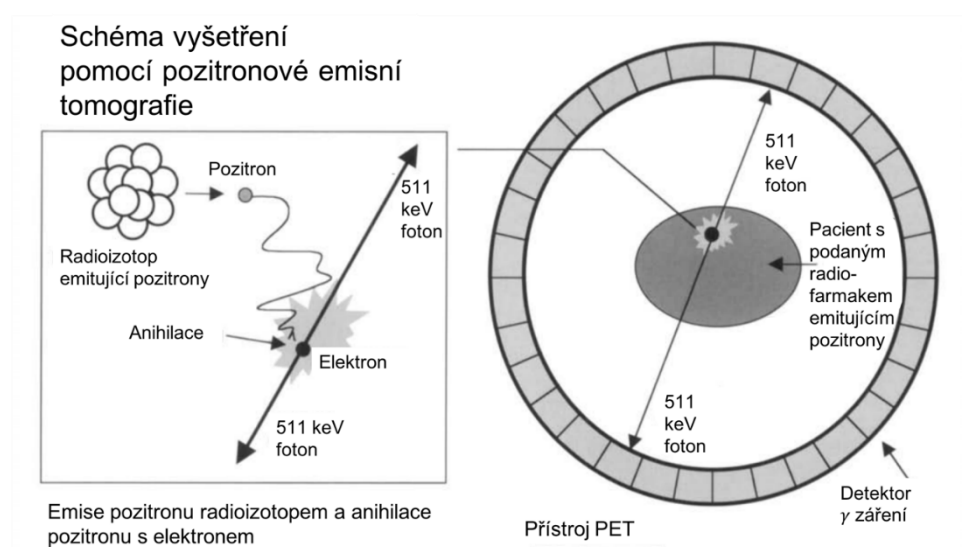 Schéma vyšetření
pomocí pozitronové emisní
tomografie
Pozitron
511
keV
foton
Radioizotop
emitující pozitrony
Anihilace
Elektron
511 keV
foton
Emise pozitronu radioizotopem a anihilace
pozitronu s elektronem
511
keV
foton
Pacient s
podaným
radio-
farmakem
emitujícím
pozitrony
511
keV
foton
Přístroj PET
Detektor
γ záření